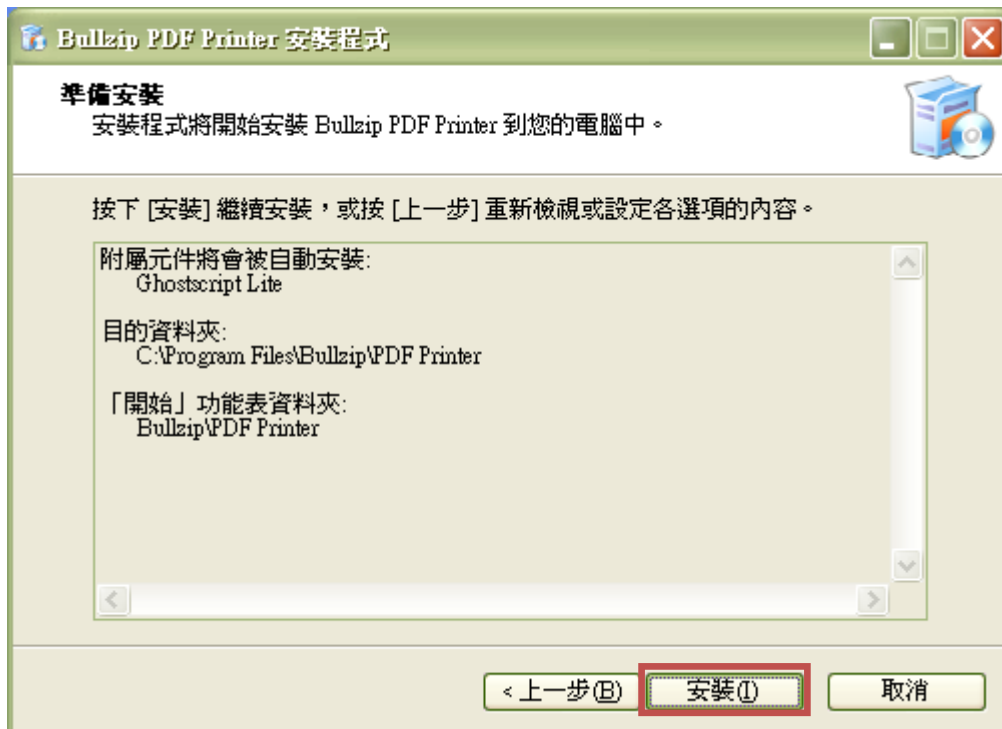 Bullzip PDF Printer 安裝程式
準備安裝
安裝程式將開始安裝 Bullzip PDF Printer 到您的電腦中。
按下 [安裝] 繼續安裝，或按 [上一步] 重新檢視或設定各選項的內容。
附屬元件將會被自動安裝:
Ghostscript Lite
目的資料夾:
C:\Program Files\Bullzip\PDF Printer
「開始」功能表資料夾:
Bullzip\PDF Printer
<上一步(B) 安裝(I) 取消